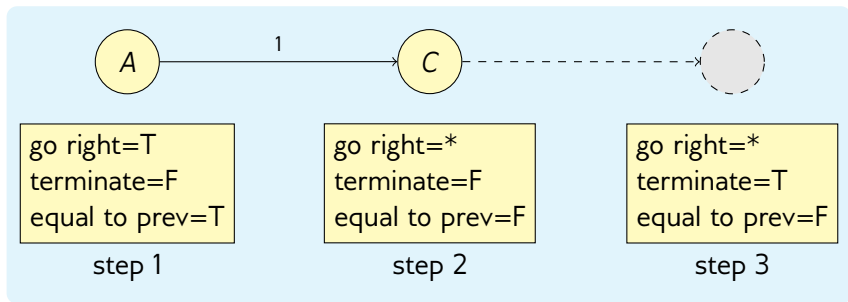 1
A
C
go right=T
terminate=F
equal to prev=T
step 1
go right=*
terminate=F
equal to prev=F
step 2
go right=*
terminate=T
equal to prev=F
step 3